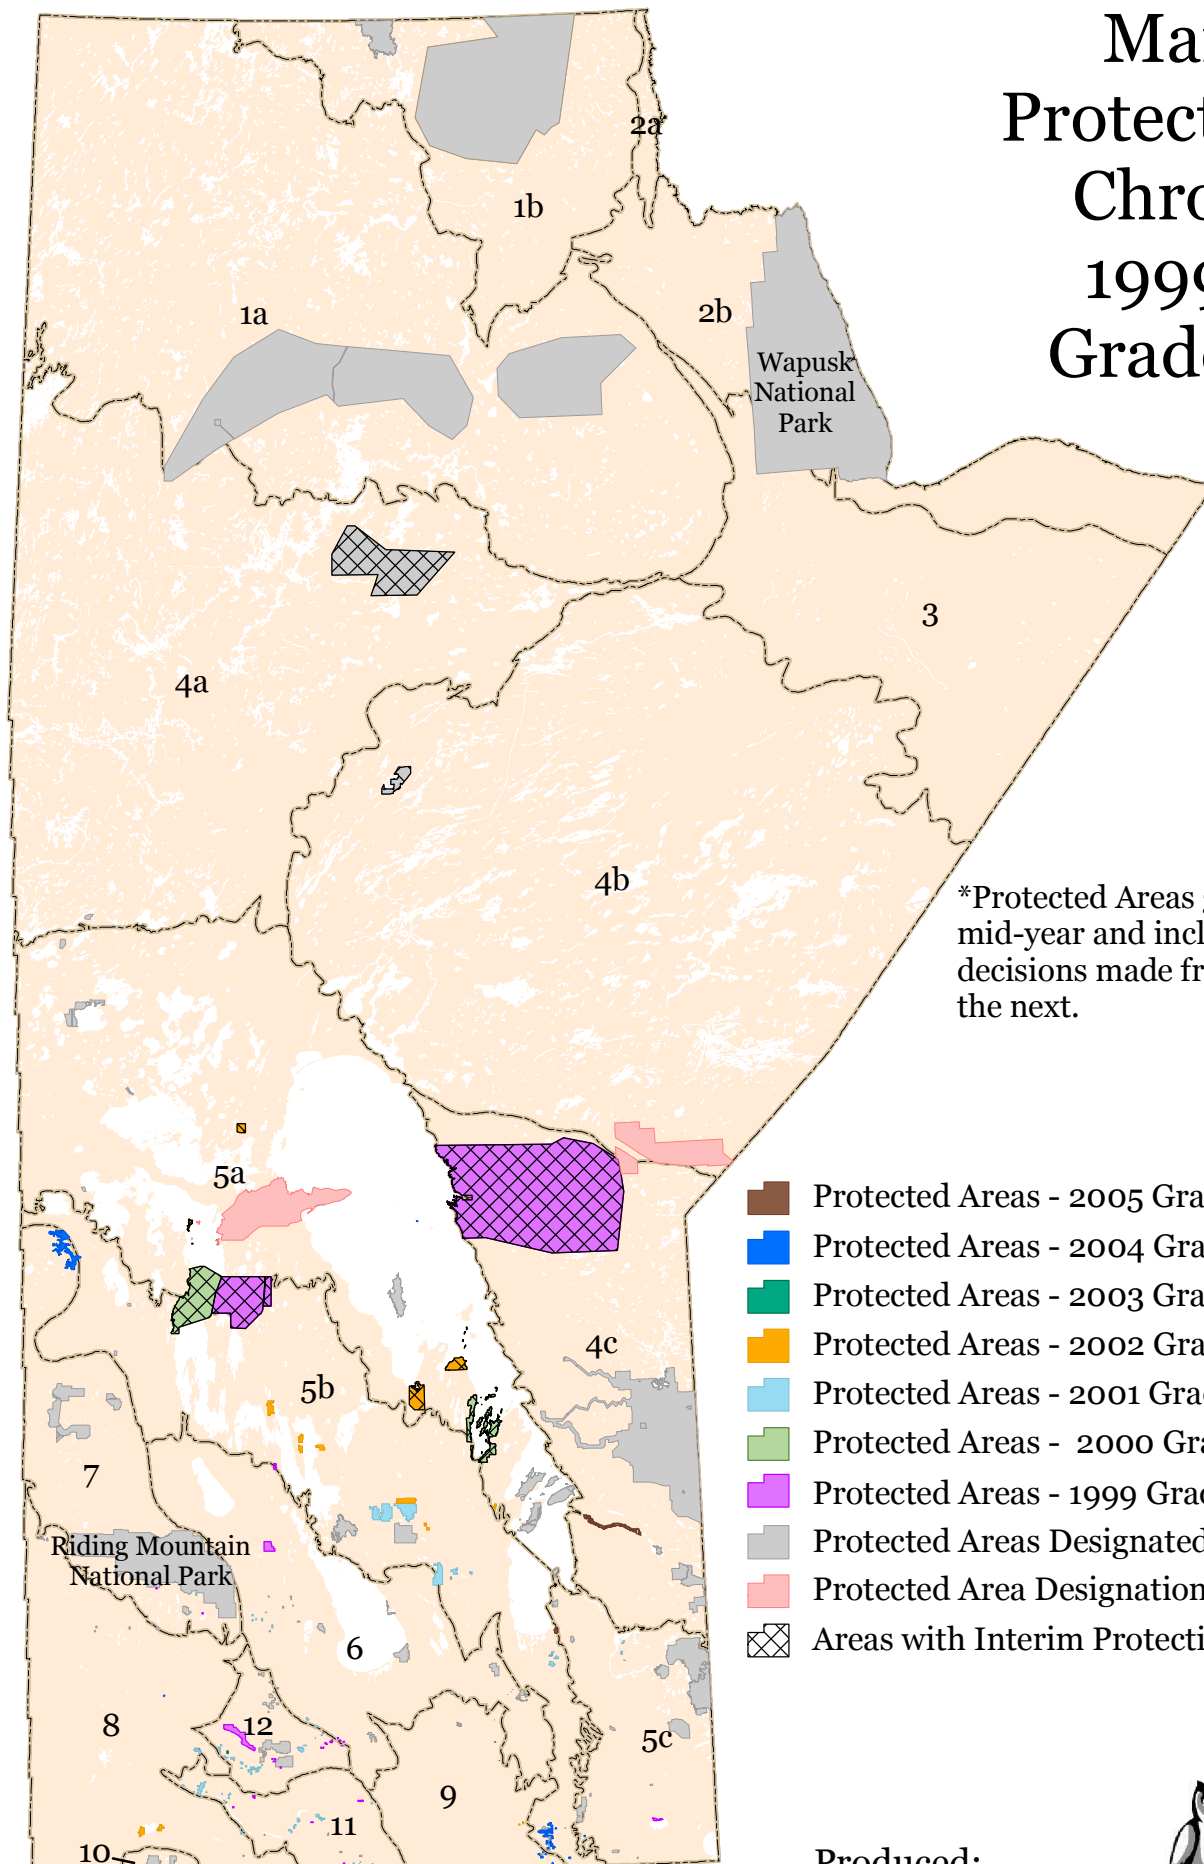 Ma
Protect
Chro
1999
Grad
2a
1b
1a
2b
Wapusk
National
Park
3
4a
4b
*Protected Areas
mid-year and incl
decisions made fr
the next.
5a
Protected Areas - 2005 Gra
Protected Areas - 2004 Gra
Protected Areas - 2003 Gra
4c
Protected Areas - 2002 Gra
5b
Protected Areas - 2001 Gra
Protected Areas -  2000 Gra
7
Protected Areas - 1999 Grad
Riding Mountain
National Park
Protected Areas Designated
Protected Area Designation
6
Areas with Interim Protecti
8
12
5c
9
11
10
Produced: